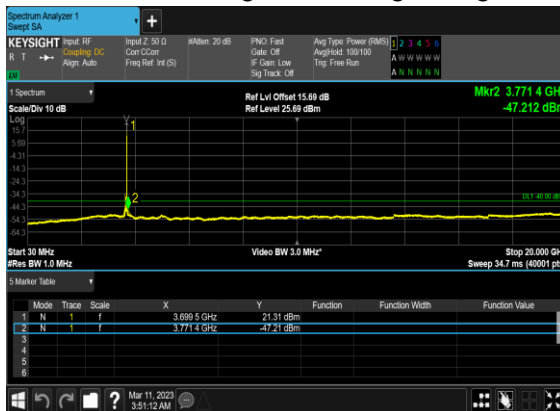 Spectrum Analyzer 1
Swept SA
KEYSIGHT Input: RF Input Z: 50 Ω #Atten: 20 dB PNO: Fast Avg Type: Power (RMS) 1 2 3 4 5 6
R T Coupling: DC Corr CCorr Gate: Off Avg|Hold: 100/100 A W W W W W
Align: Auto Freq Ref: Int (S) IF Gain: Low Trig: Free Run
Sig Track: Off A N N N N N
1 Spectrum Ref Lvl Offset 15.69 dB Mkr2 3.771 4 GH
Scale/Div 10 dB Ref Level 25.69 dBm -47.212 dB
Log
15.7
5.69
-4.31
-14.3
-24.3
-34.3
-44.3
-54.3
-64.3
1
2
Start 30 MHz Video BW 3.0 MHz* Stop 20.000 GH
#Res BW 1.0 MHz Sweep 34.7 ms (40001 pt
5 Marker Table
Mode Trace Scale X Y Function Function Width Function Value
1 N 1 f 3.699 5 GHz 21.31 dBm
2 N 1 f 3.771 4 GHz -47.21 dBm
3
4
5
6
? Mar 11, 2023
3:51:12 AM